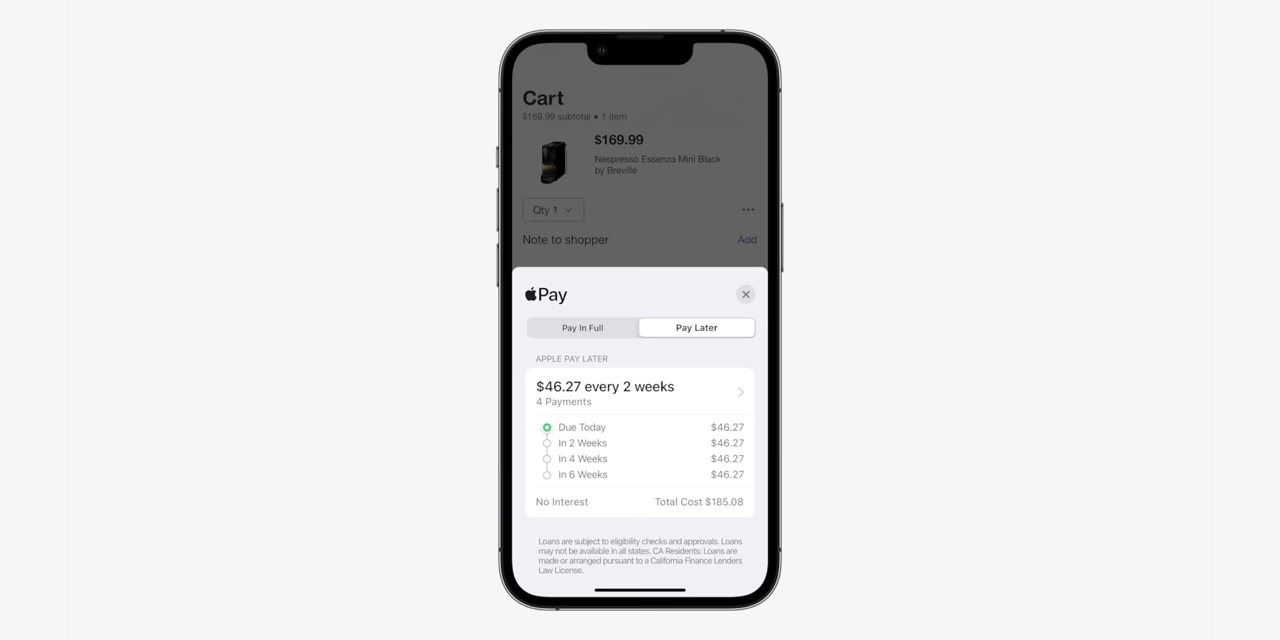 Cart
$169.99 subtotal • 1 item
$169.99
Nespresso Essenza Mini Black
by Breville
Qty 1
Note to shopper Add
Pay
Pay In Full Pay Later
APPLE PAY LATER
$46.27 every 2 weeks
4 Payments
Due Today $46.27
In 2 Weeks $46.27
In 4 Weeks $46.27
In 6 Weeks $46.27
No Interest Total Cost $185.08
Loans are subject to eligibility checks and approvals. Loans
may not be available in all states. CA Residents: Loans are
made or arranged pursuant to a California Finance Lenders
Law License.